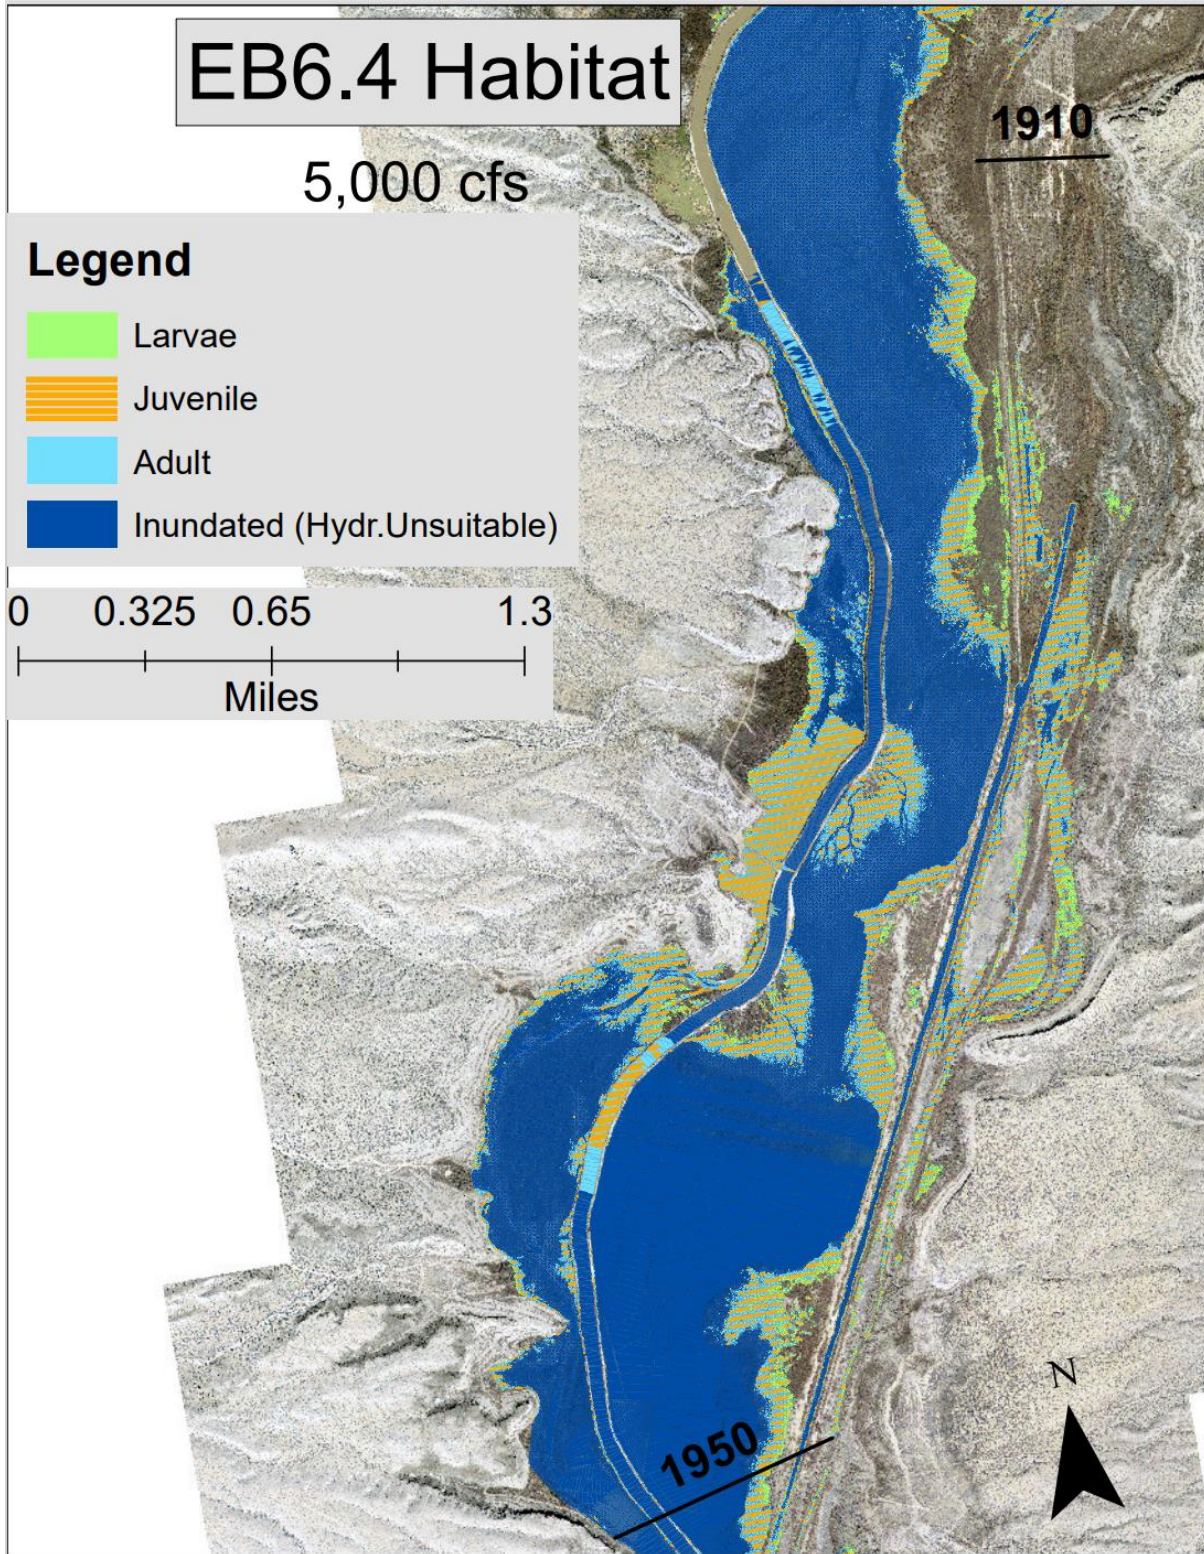 EB6.4 Habitat
1910
5,000 cfs
Legend
Larvae
Juvenile
Adult
Inundated (Hydr.Unsuitable)
0 0.325 0.65 1.3
Miles
N
1950